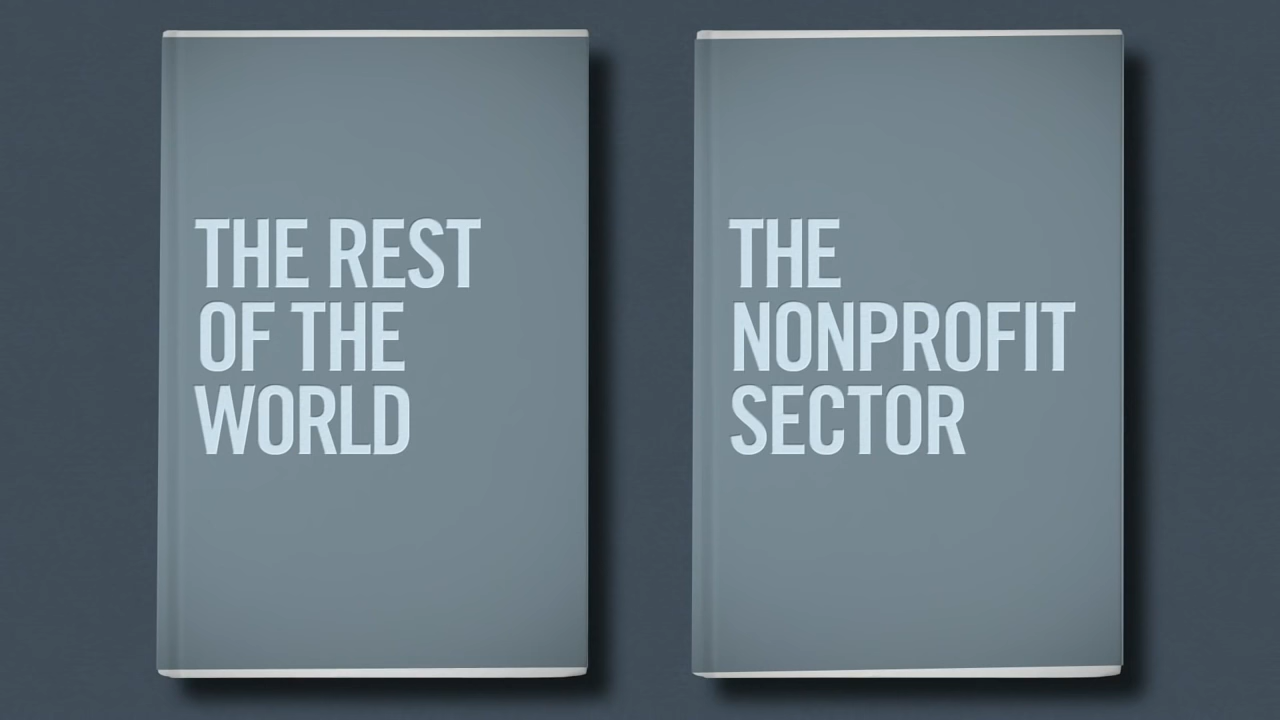 THE REST
OF THE
WORLD
THE
NONPROFIT
SECTOR